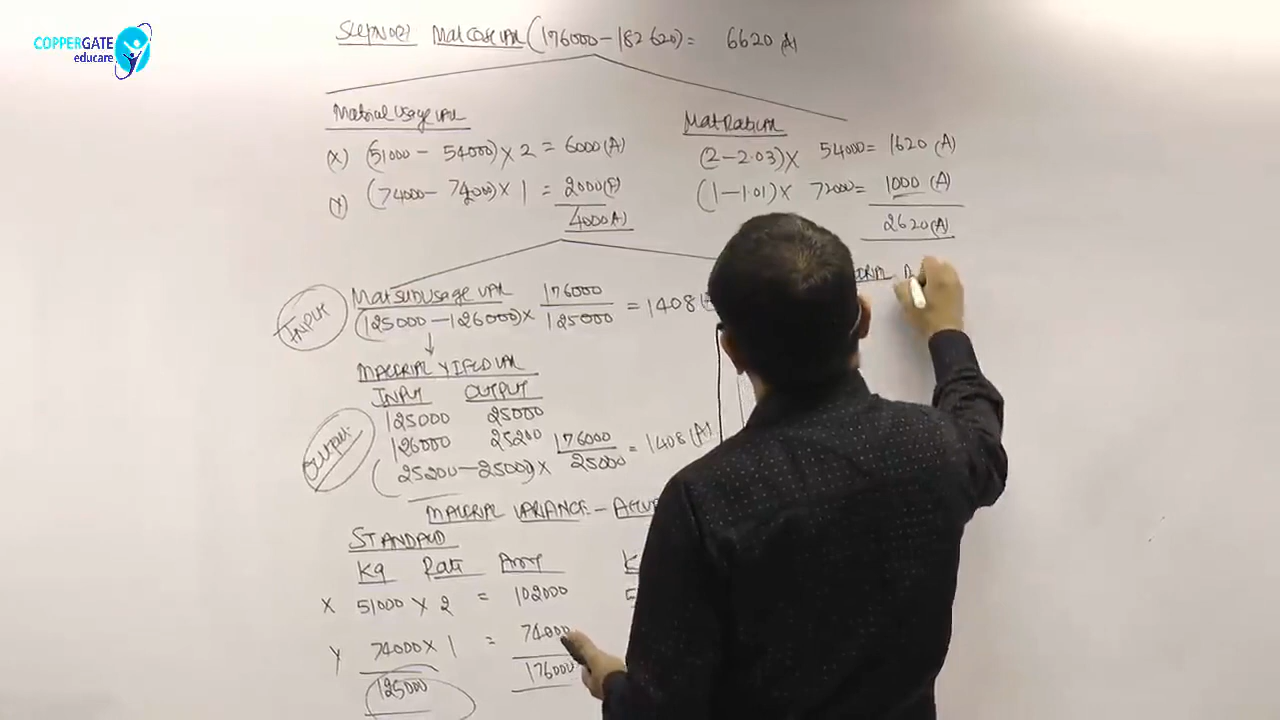 COPPERGATE
educare
MAT COST VAR (176000 - 182620) = 6620 (A)
Material Usage VAR
(X) (51000 - 54000) X 2 = 6000 (A)
(Y) (74000 - 72000) X 1 = 2000 (F)
4000 (A)
Mat Rate VAR
(2 - 2.03) X 54000 = 1620 (A)
(1 - 1.01) X 72000 = 1000 (A)
2620 (A)
INPUT
Mat Sub Usage VAR
(125000 - 126000) X 176000 / 125000 = 1408 (A)
MATERIAL YIELD VAR
INPUT OUTPUT
125000 25000
126000 25200
OUTPUT
(25200 - 25000) X 176000 / 25000 = 1408 (A)
MATERIAL VARIANCE - ACTUA
STANDARD
Kg Rate Amt
X 51000 X 2 = 102000
Y 74000 X 1 = 74000
125000 176000